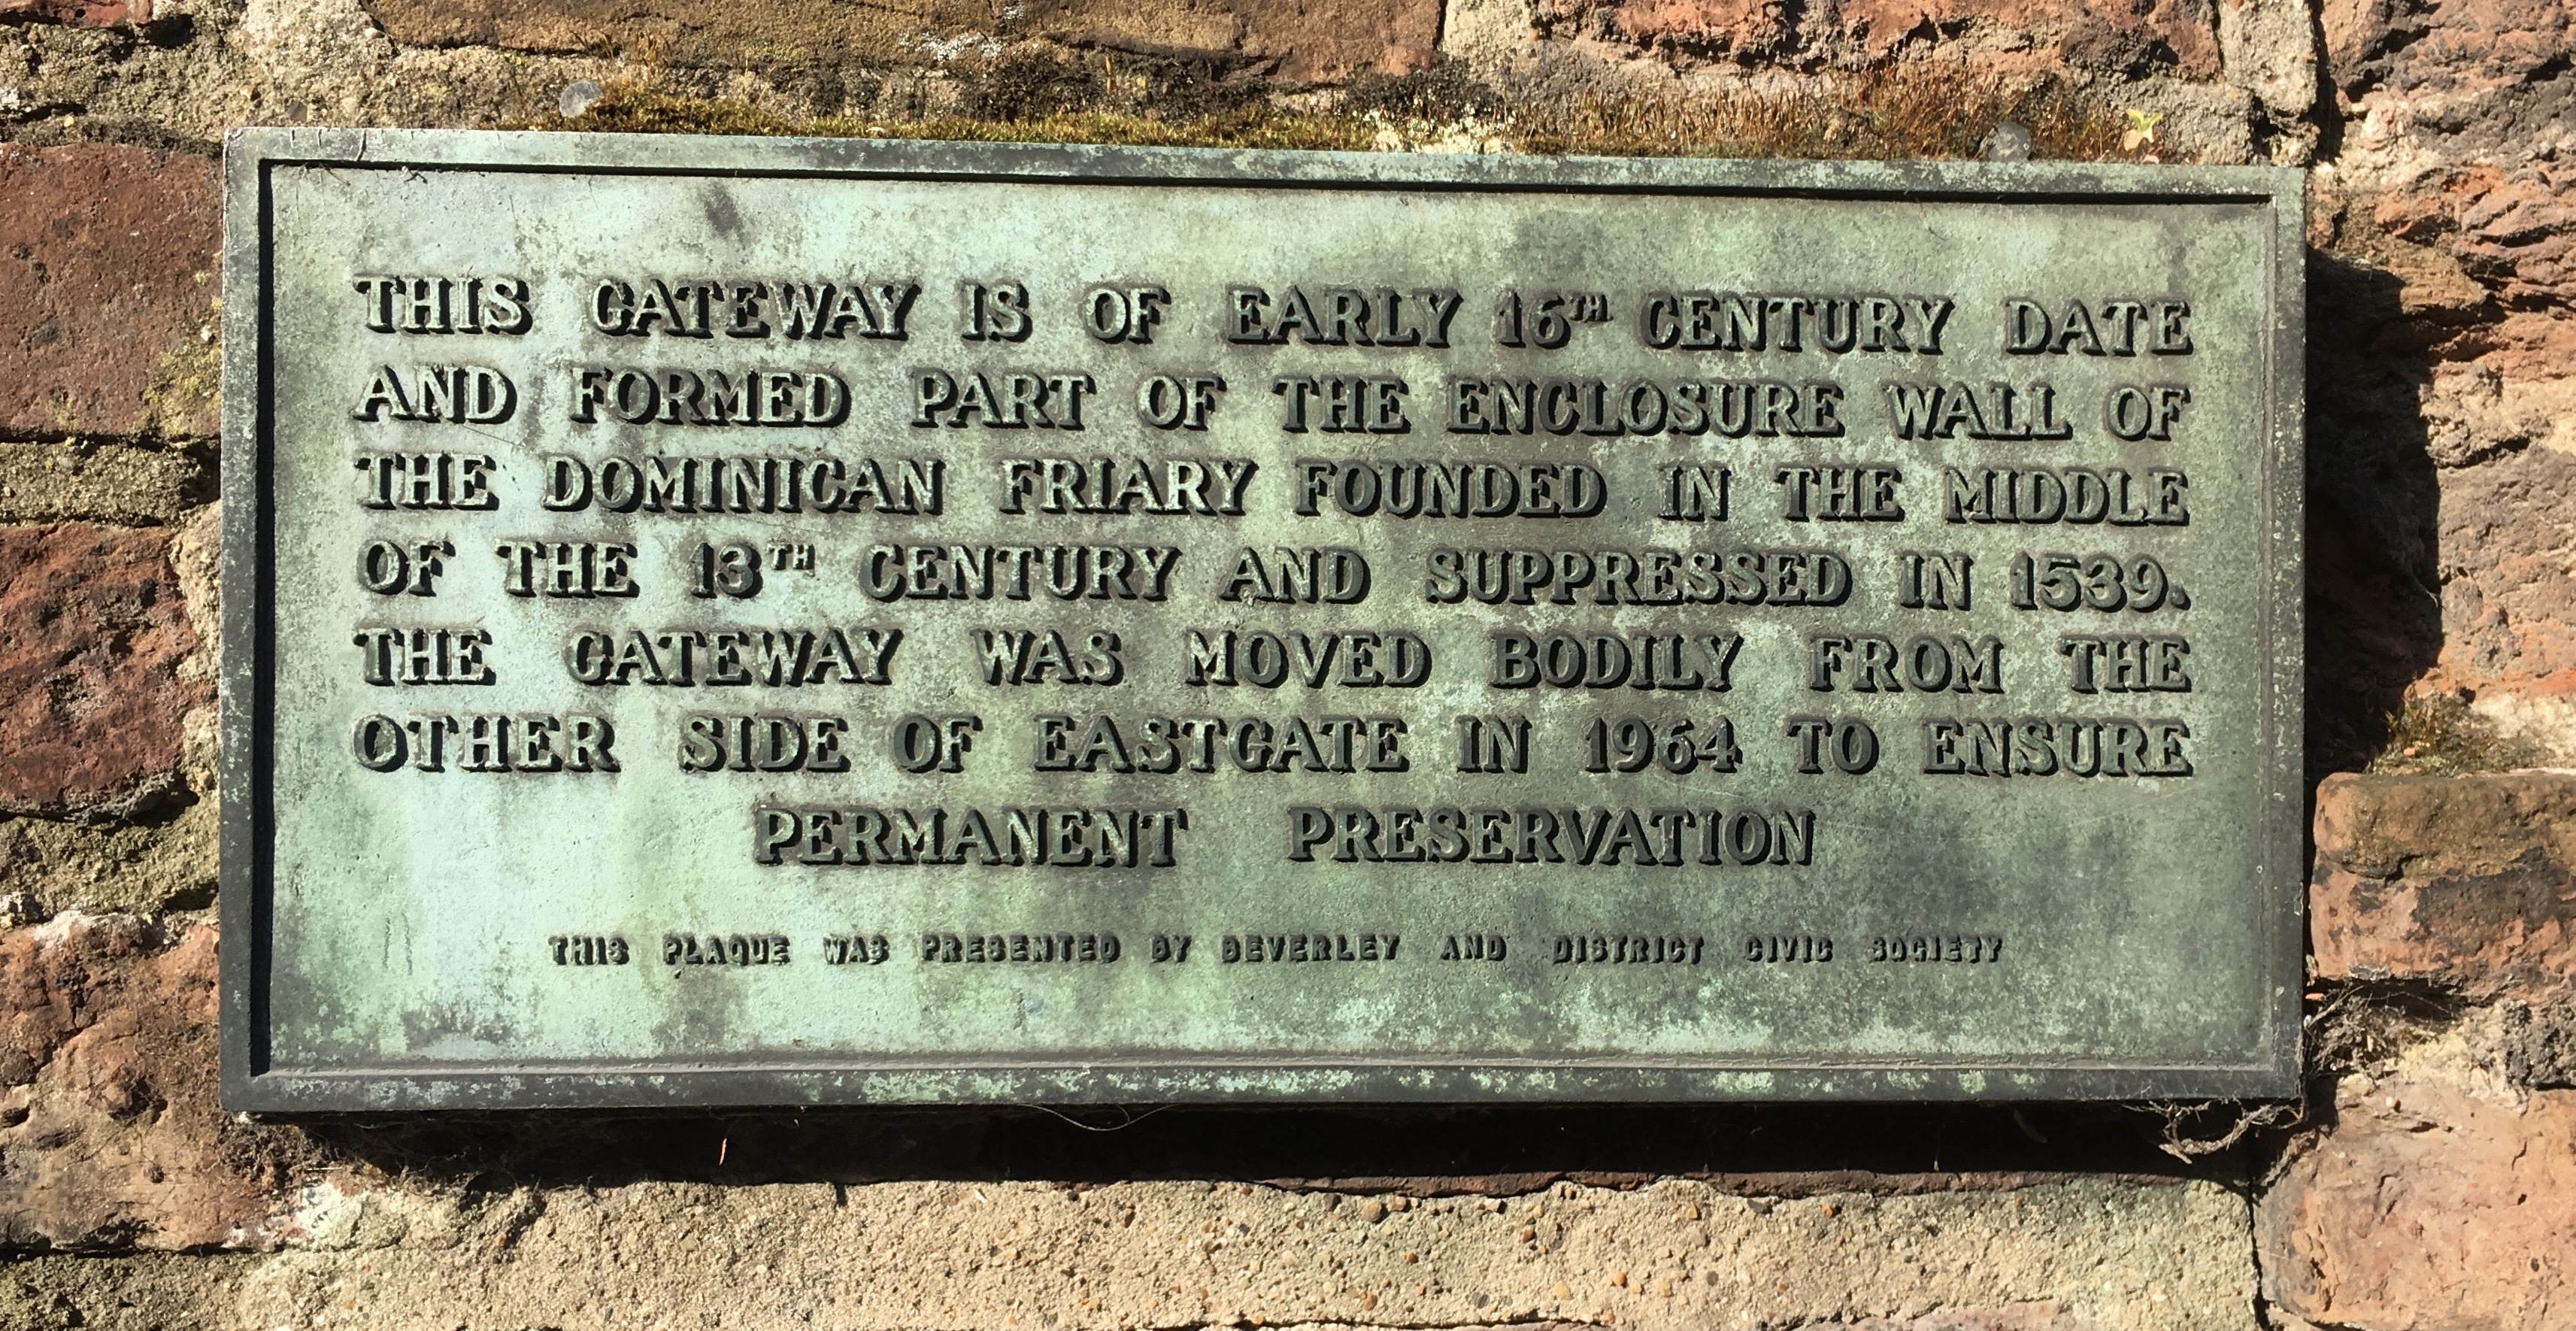 THIS GATEWAY IS OF EARLY 16TH CENTURY DATE
AND FORMED PART OF THE ENCLOSURE WALL OF
THE DOMINICAN FRIARY FOUNDED IN THE MIDDLE
OF THE 13TH CENTURY AND SUPPRESSED IN 1539.
THE GATEWAY WAS MOVED BODILY FROM THE
OTHER SIDE OF EASTGATE IN 1964 TO ENSURE
PERMANENT PRESERVATION
THIS PLAQUE WAS PRESENTED BY BEVERLEY AND DISTRICT CIVIC SOCIETY